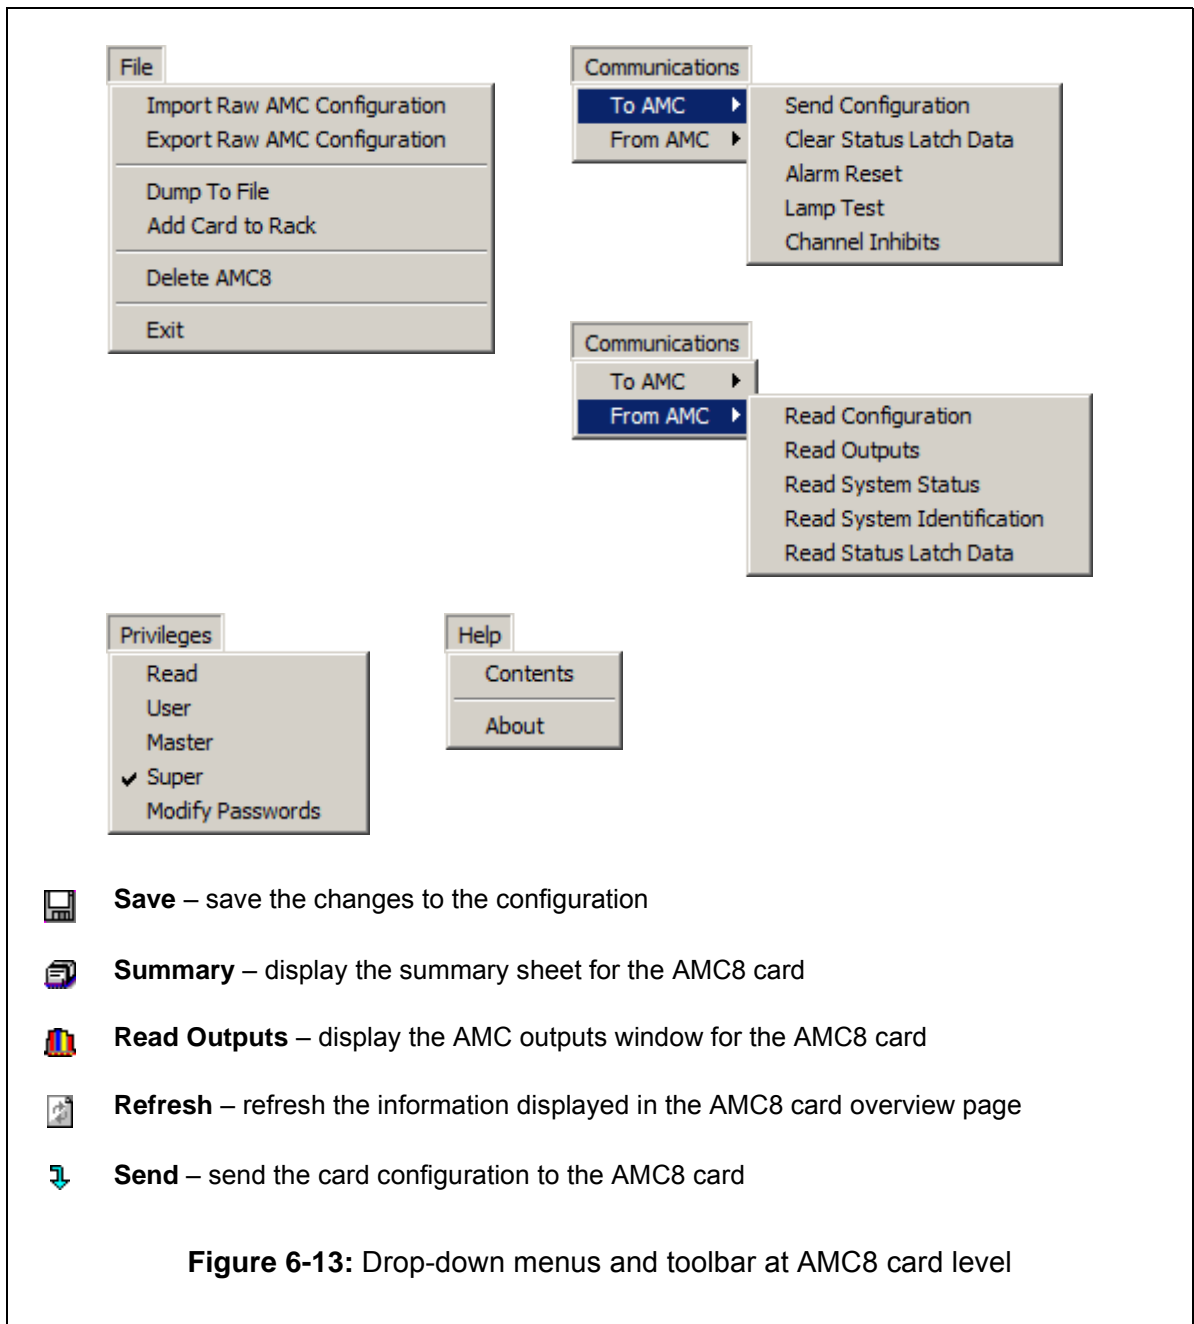 File
Import Raw AMC Configuration
Export Raw AMC Configuration
Dump To File
Add Card to Rack
Delete AMC8
Exit
Communications
To AMC
From AMC
Send Configuration
Clear Status Latch Data
Alarm Reset
Lamp Test
Channel Inhibits
Communications
To AMC
From AMC
Read Configuration
Read Outputs
Read System Status
Read System Identification
Read Status Latch Data
Privileges
Read
User
Master
Super
Modify Passwords
Help
Contents
About
Save – save the changes to the configuration
Summary – display the summary sheet for the AMC8 card
Read Outputs – display the AMC outputs window for the AMC8 card
Refresh – refresh the information displayed in the AMC8 card overview page
Send – send the card configuration to the AMC8 card
Figure 6-13: Drop-down menus and toolbar at AMC8 card level